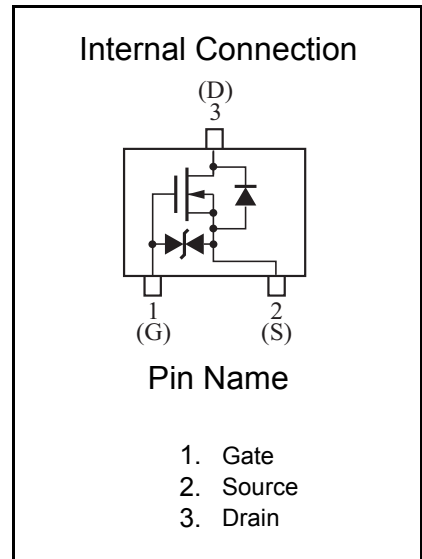 Internal Connection
(D)
3
1 2
(G) (S)
Pin Name
1. Gate
2. Source
3. Drain